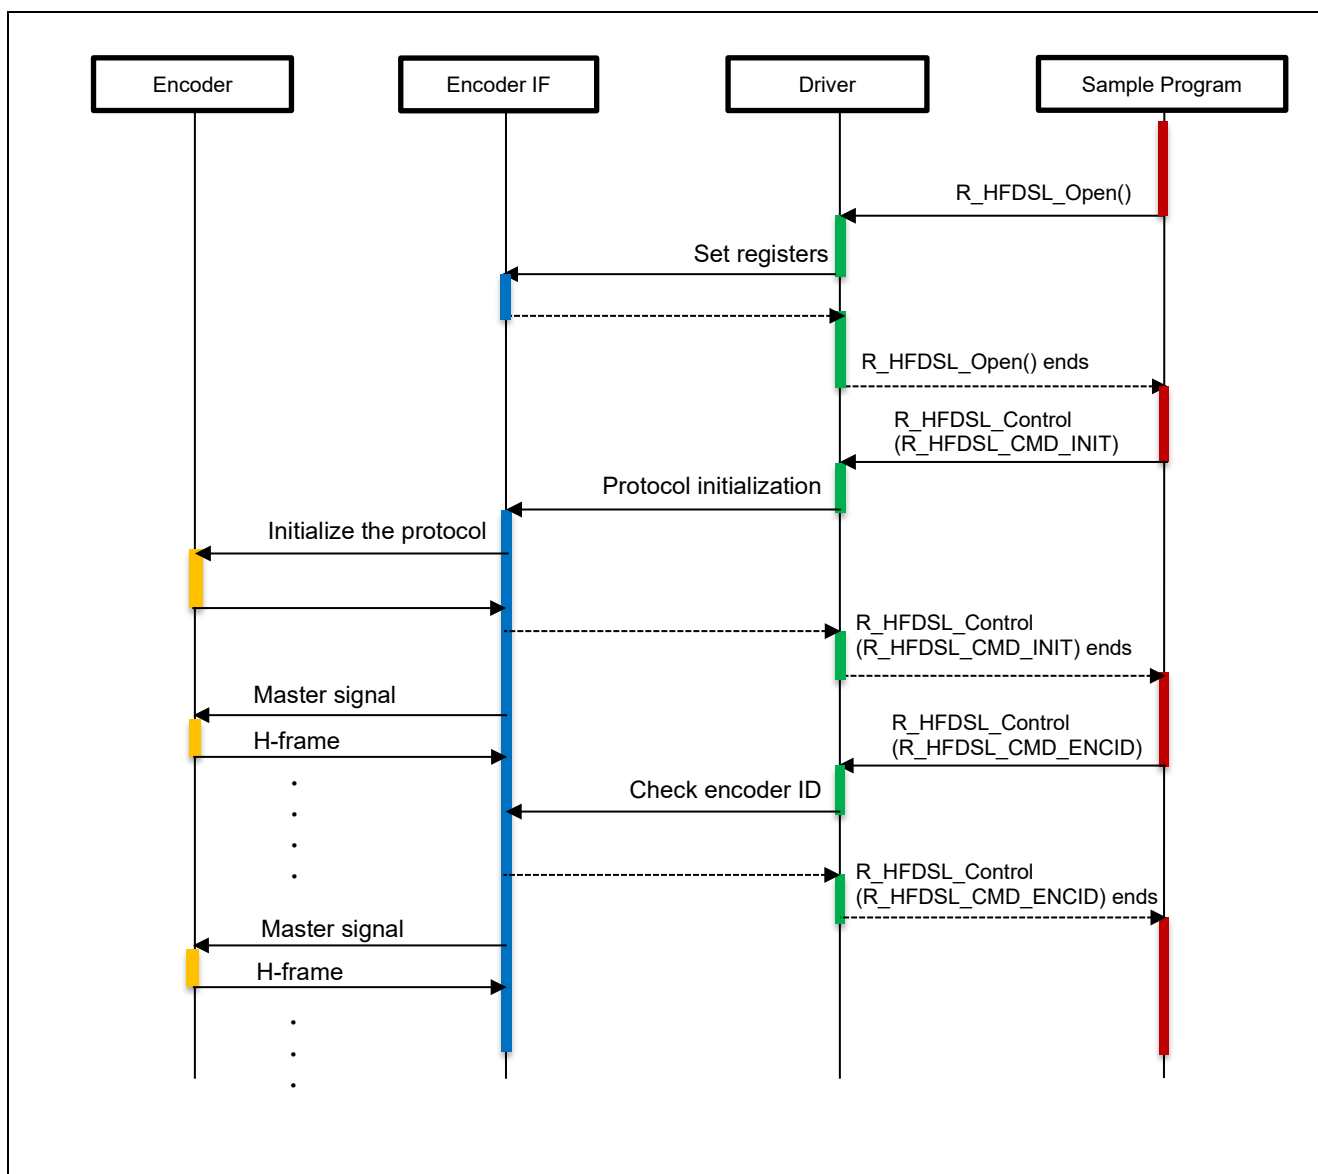 Encoder
Encoder IF
Driver
Sample Program
R_HFDSL_Open()
Set registers
R_HFDSL_Open() ends
R_HFDSL_Control
(R_HFDSL_CMD_INIT)
Protocol initialization
Initialize the protocol
R_HFDSL_Control
(R_HFDSL_CMD_INIT) ends
Master signal
R_HFDSL_Control
(R_HFDSL_CMD_ENCID)
H-frame
Check encoder ID
R_HFDSL_Control
(R_HFDSL_CMD_ENCID) ends
Master signal
H-frame